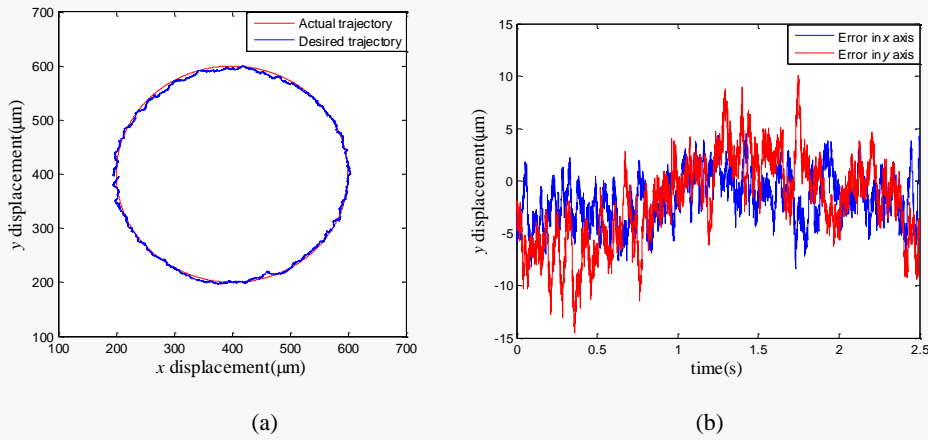 700
600
500
400
300
200
100
100 200 300 400 500 600 700
y displacement(μm)
x displacement(μm)
Actual trajectory
Desired trajectory
(a)
15
10
5
0
-5
-10
-15
0 0.5 1 1.5 2 2.5
y displacement(μm)
time(s)
Error in x axis
Error in y axis
(b)